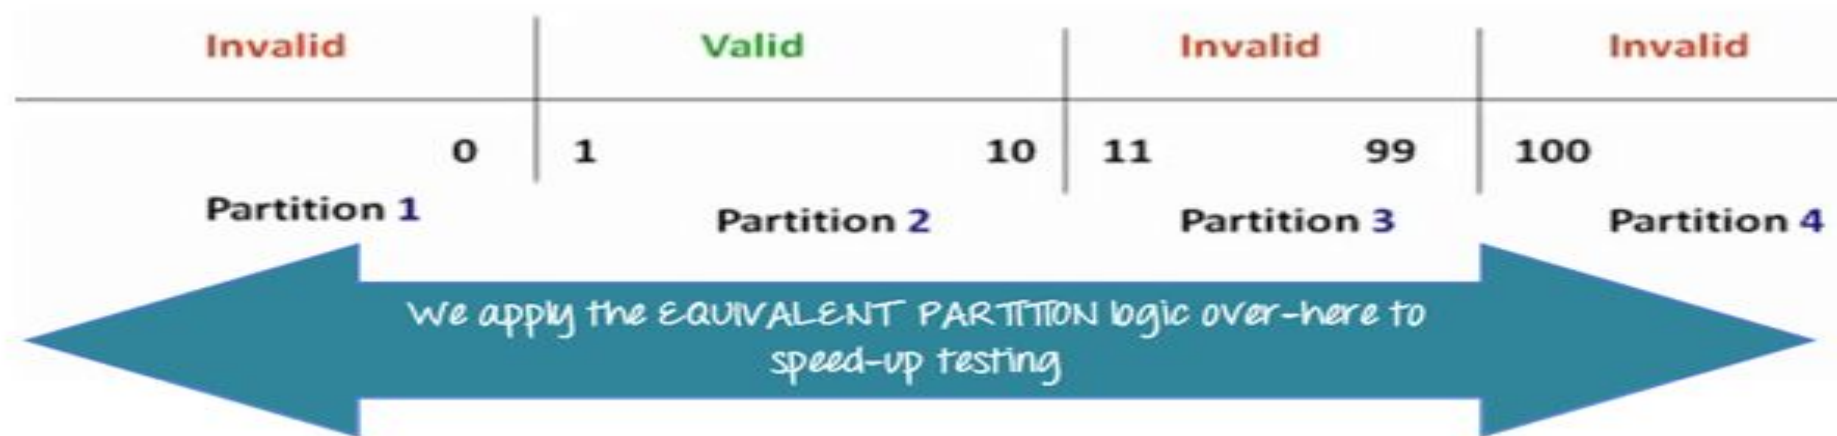 Invalid Valid Invalid Invalid
0 1 10 11 99 100
Partition 1 Partition 2 Partition 3 Partition 4
We apply the EQUIVALENT PARTITION logic over-here to
speed-up testing